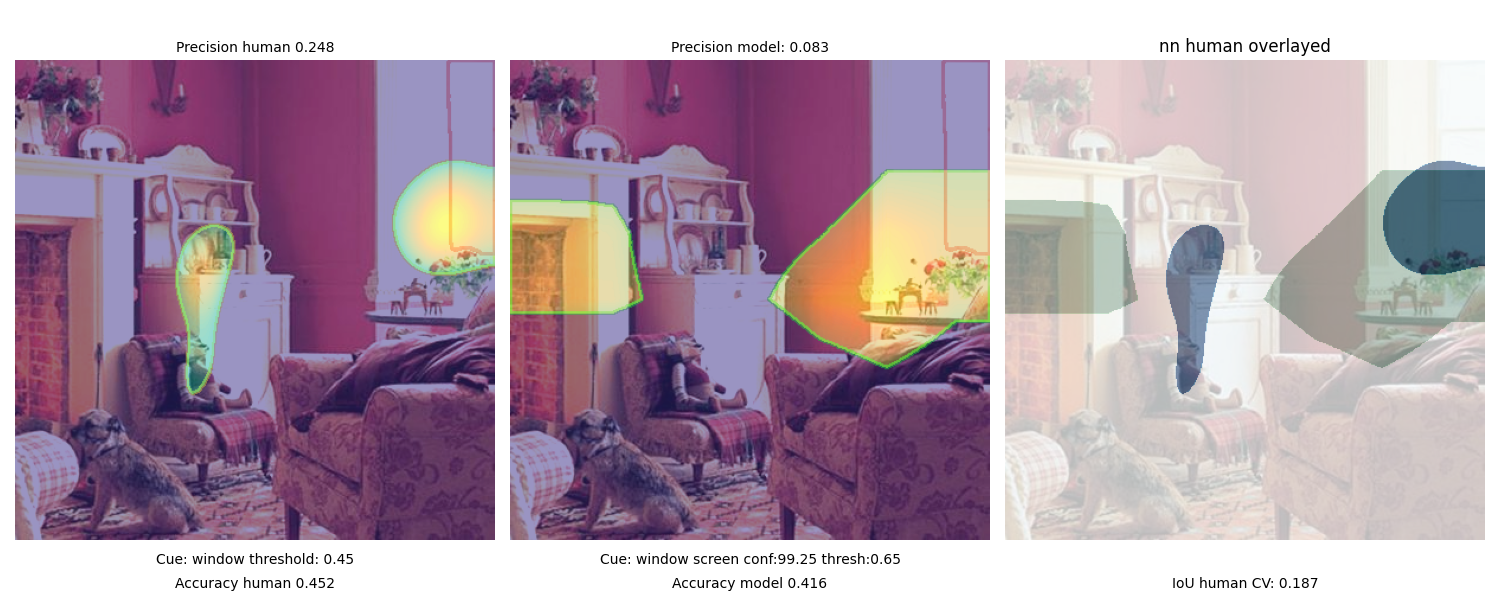 Precision human 0.248
Precision model: 0.083
nn human overlayed
Cue: window threshold: 0.45
Cue: window screen conf:99.25 thresh:0.65
Accuracy human 0.452
Accuracy model 0.416
IoU human CV: 0.187